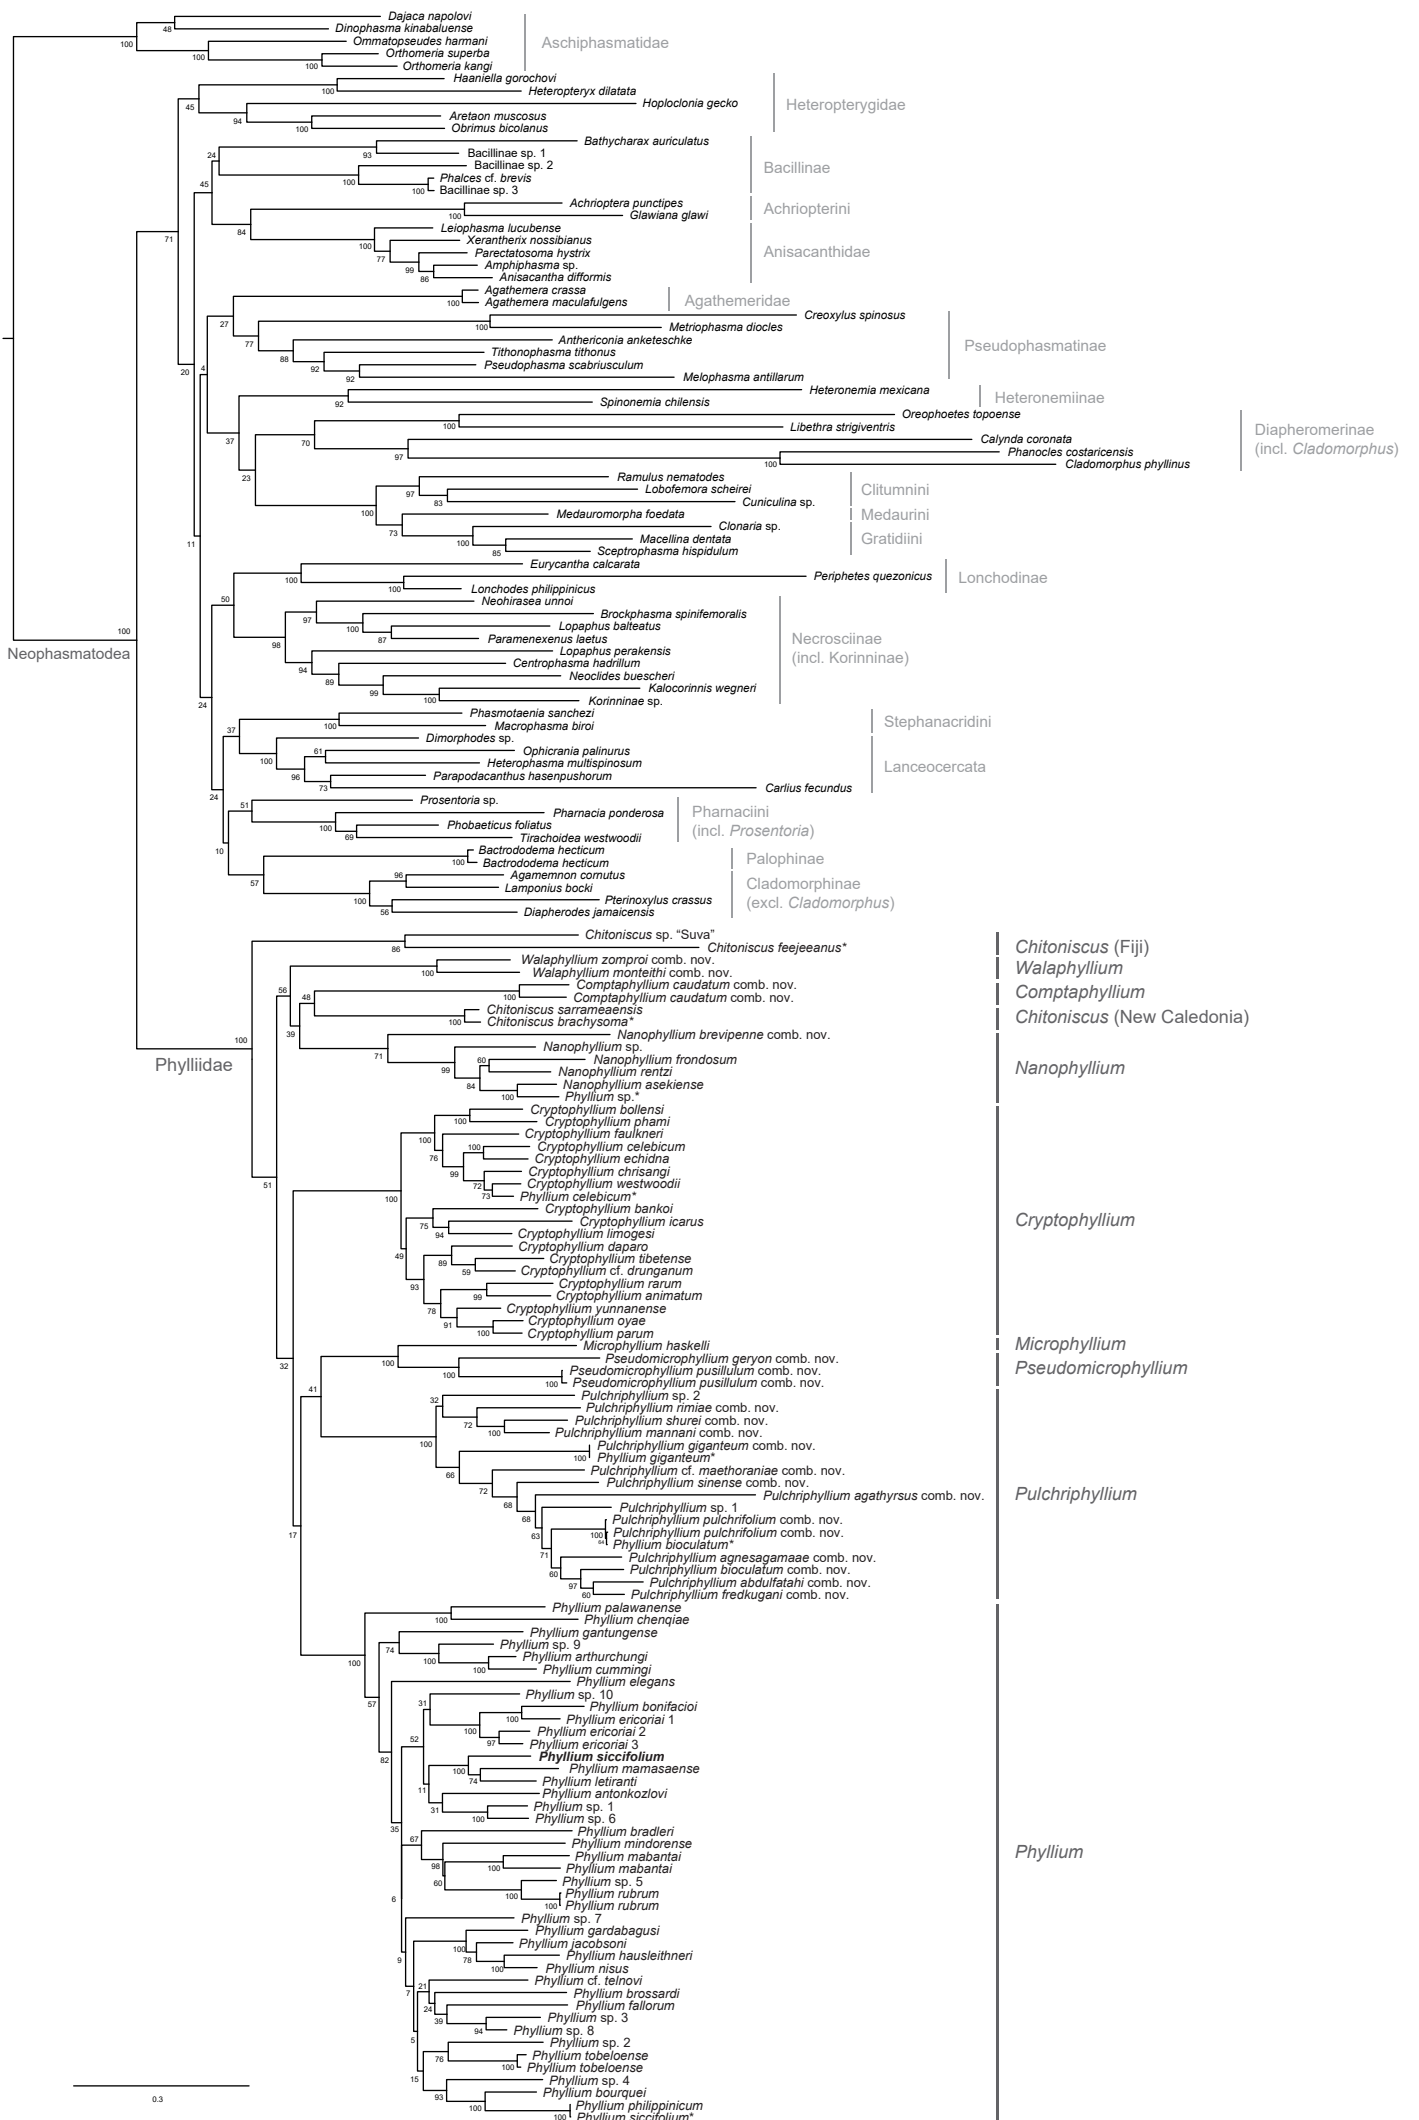 Dajaca napolovi
48
Dinophasma kinabaluense
100
Ommatopseudes harmani
Aschiphasmatidae
100
Orthomeria superba
100
Orthomeria kangi
Haaniella gorochovi
100
Heteropteryx dilatata
45
Hoploclonia gecko
Heteropterygidae
94
Aretaon muscosus
100
Obrimus bicolanus
Bathycharax auriculatus
24
93
Bacillinae sp. 1
Bacillinae sp. 2
Bacillinae
100
Phalces cf. brevis
45
100
Bacillinae sp. 3
Achrioptera punctipes
100
Glawiana glawi
Achriopterini
84
Leiophasma lucubense
71
100
Xerantherix nossibianus
77
Parectatosoma hystrix
Anisacanthidae
99
Amphiphasma sp.
86
Anisacantha difformis
Agathemera crassa
100
Agathemera maculafulgens
Agathemeridae
27
Creoxylus spinosus
100
Metriophasma diocles
77
Anthericonia anketeschke
Pseudophasmatinae
88
Tithonophasma tithonus
92
Pseudophasma scabriusculum
20
4
92
Melophasma antillarum
Heteronemia mexicana
92
Spinonemia chilensis
Heteronemiinae
37
Oreophoetes topoense
100
Libethra strigiventris
Diapheromerinae
70
Calynda coronata
(incl. Cladomorphus)
97
Phanocles costaricensis
23
100
Cladomorphus phyllinus
Ramulus nematodes
97
Lobofemora scheirei
Clitumnini
83
Cuniculina sp.
100
Medauromorpha foedata
Medaurini
73
Clonaria sp.
100
Macellina dentata
Gratidiini
11
85
Sceptrophasma hispidulum
Eurycantha calcarata
100
Periphetes quezonicus
Lonchodinae
100
Lonchodes philippinicus
50
Neohirasea unnoi
97
Brockphasma spinifemoralis
100
Lopaphus balteatus
100
87
Paramenexenus laetus
Necrosciinae
98
Lopaphus perakensis
(incl. Korinninae)
Neophasmatodea
94
Centrophasma hadrillum
89
Neoclides buescheri
99
Kalocorinnis wegneri
24
100
Korinninae sp.
Phasmotaenia sanchezi
37
100
Macrophasma biroi
Stephanacridini
Dimorphodes sp.
100
61
Ophicrania palinurus
96
Heterophasma multispinosum
Lanceocercata
Parapodacanthus hasenpushorum
73
Carlius fecundus
24
51
Prosentoria sp.
Pharnacia ponderosa
Pharnaciini
100
Phobaeticus foliatus
(incl. Prosentoria)
69
Tirachoidea westwoodii
10
Bactrododema hecticum
100
Bactrododema hecticum
Palophinae
57
96
Agamemnon cornutus
Lamponius bocki
Cladomorphinae
100
Pterinoxylus crassus
(excl. Cladomorphus)
56
Diapherodes jamaicensis
Chitoniscus sp. “Suva”
86
Chitoniscus feejeeanus*
Chitoniscus (Fiji)
Walaphyllium zomproi comb. nov.
100
Walaphyllium monteithi comb. nov.
Walaphyllium
56
48
Comptaphyllium caudatum comb. nov.
100
Comptaphyllium caudatum comb. nov.
Comptaphyllium
Chitoniscus sarrameaensis
100
Chitoniscus brachysoma*
Chitoniscus (New Caledonia)
39
Nanophyllium brevipenne comb. nov.
100
71
Nanophyllium sp.
Phylliidae
99
60
Nanophyllium frondosum
Nanophyllium rentzi
Nanophyllium
84
Nanophyllium asekiense
100
Phyllium sp.*
Cryptophyllium bollensi
100
Cryptophyllium phami
100
Cryptophyllium faulkneri
76
100
Cryptophyllium celebicum
Cryptophyllium echidna
99
Cryptophyllium chrisangi
51
72
Cryptophyllium westwoodii
100
73
Phyllium celebicum*
Cryptophyllium bankoi
75
Cryptophyllium icarus
Cryptophyllium
94
Cryptophyllium limogesi
49
Cryptophyllium daparo
89
Cryptophyllium tibetense
59
Cryptophyllium cf. drunganum
93
Cryptophyllium rarum
99
Cryptophyllium animatum
78
Cryptophyllium yunnanense
91
Cryptophyllium oyae
100
Cryptophyllium parum
Microphyllium haskelli
Microphyllium
32
100
Pseudomicrophyllium geryon comb. nov.
100
Pseudomicrophyllium pusillulum comb. nov.
Pseudomicrophyllium
100
Pseudomicrophyllium pusillulum comb. nov.
41
32
Pulchriphyllium sp. 2
Pulchriphyllium rimiae comb. nov.
72
Pulchriphyllium shurei comb. nov.
100
Pulchriphyllium mannani comb. nov.
100
Pulchriphyllium giganteum comb. nov.
100
Phyllium giganteum*
66
Pulchriphyllium cf. maethoraniae comb. nov.
72
Pulchriphyllium sinense comb. nov.
68
Pulchriphyllium agathyrsus comb. nov.
Pulchriphyllium
68
Pulchriphyllium sp. 1
17
63
Pulchriphyllium pulchrifolium comb. nov.
100
Pulchriphyllium pulchrifolium comb. nov.
64
Phyllium bioculatum*
71
Pulchriphyllium agnesagamaae comb. nov.
60
Pulchriphyllium bioculatum comb. nov.
97
Pulchriphyllium abdulfatahi comb. nov.
60
Pulchriphyllium fredkugani comb. nov.
Phyllium palawanense
100
Phyllium chenqiae
Phyllium gantungense
74
Phyllium sp. 9
100
100
Phyllium arthurchungi
100
Phyllium cummingi
Phyllium elegans
57
31
Phyllium sp. 10
Phyllium bonifacioi
100
Phyllium ericoriai 1
100
Phyllium ericoriai 2
52
97
Phyllium ericoriai 3
82
Phyllium siccifolium
100
Phyllium mamasaense
74
Phyllium letiranti
11
Phyllium antonkozlovi
31
Phyllium sp. 1
100
Phyllium sp. 6
35
67
Phyllium bradleri
Phyllium mindorense
98
Phyllium mabantai
Phyllium
100
Phyllium mabantai
60
Phyllium sp. 5
100
Phyllium rubrum
6
100
Phyllium rubrum
Phyllium sp. 7
Phyllium gardabagusi
100
Phyllium jacobsoni
9
78
Phyllium hausleithneri
100
Phyllium nisus
7
21
Phyllium cf. telnovi
Phyllium brossardi
24
Phyllium fallorum
39
Phyllium sp. 3
94
Phyllium sp. 8
5
Phyllium sp. 2
76
Phyllium tobeloense
100
Phyllium tobeloense
15
Phyllium sp. 4
93
Phyllium bourquei
0.3
100
Phyllium philippinicum
100
Phyllium siccifolium*